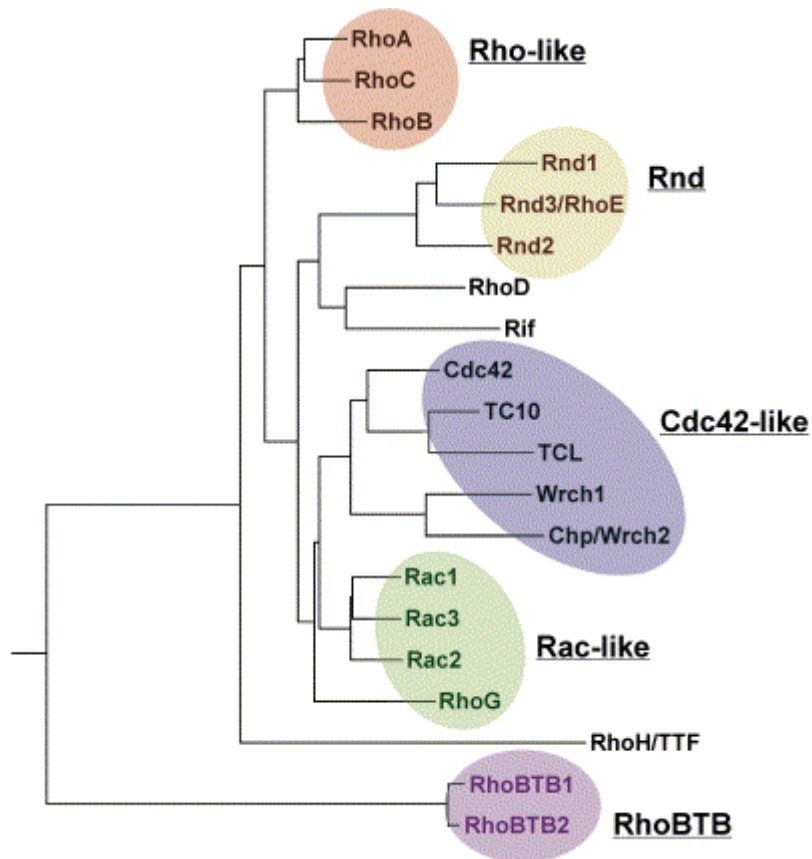 RhoA
Rho-like
RhoC
RhoB
Rnd1
Rnd
Rnd3/RhoE
Rnd2
RhoD
Rif
Cdc42
TC10
Cdc42-like
TCL
Wrch1
Chp/Wrch2
Rac1
Rac3
Rac-like
Rac2
RhoG
RhoH/TTF
RhoBTB1
RhoBTB2
RhoBTB